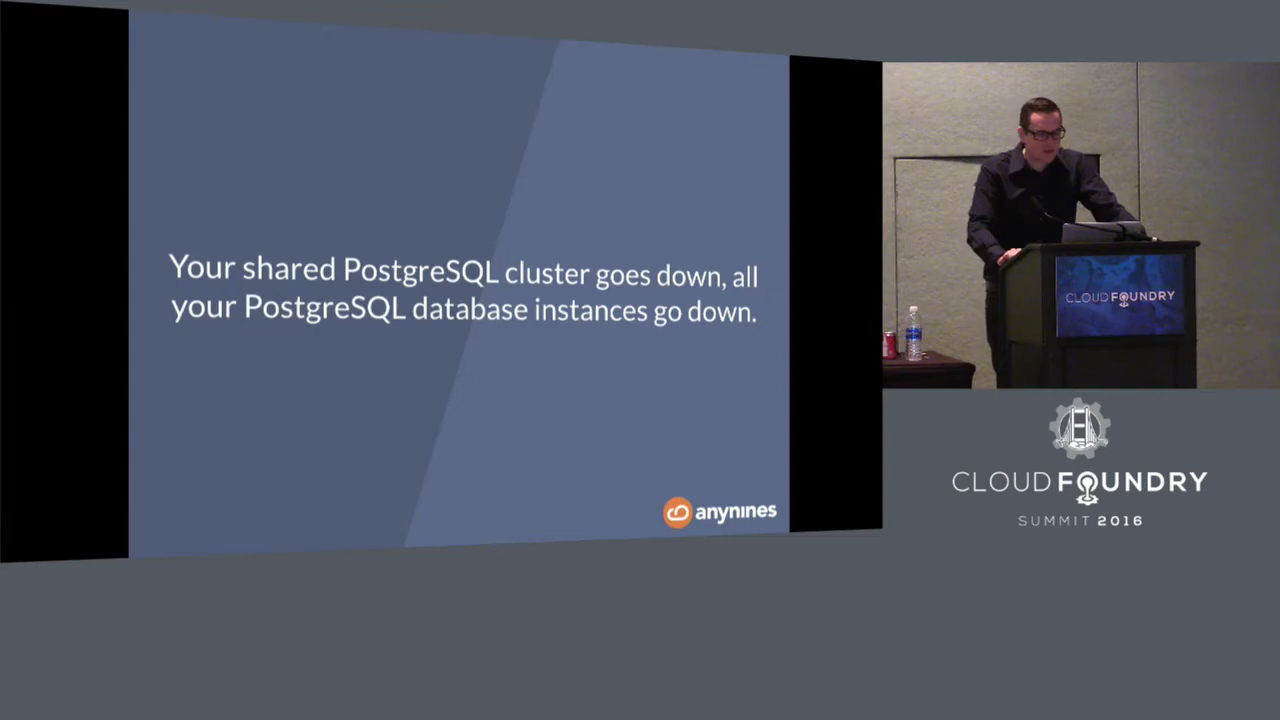 Your shared PostgreSQL cluster goes down, all
your PostgreSQL database instances go down.
anynines
CLOUD FOUNDRY
CLOUD FOUNDRY
SUMMIT 2016